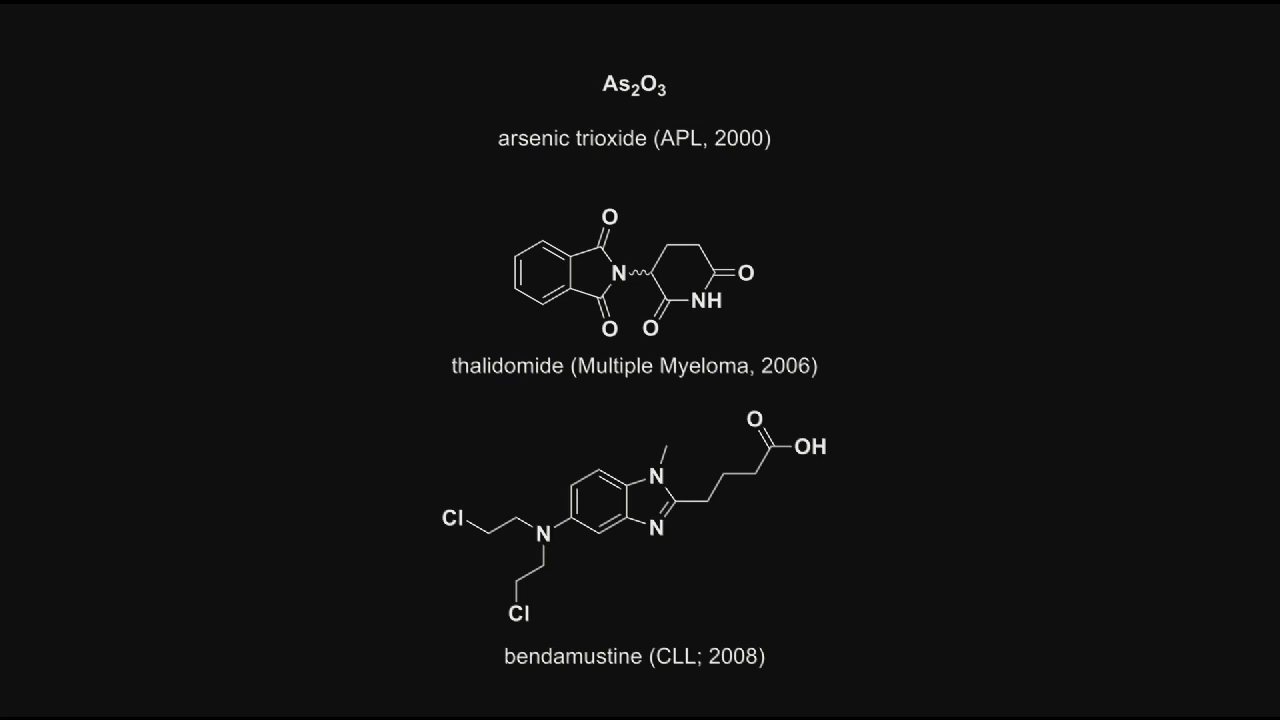 As₂O₃
arsenic trioxide (APL, 2000)
O
N
O
NH
O
O
thalidomide (Multiple Myeloma, 2006)
O
OH
N
Cl
N
N
Cl
bendamustine (CLL; 2008)